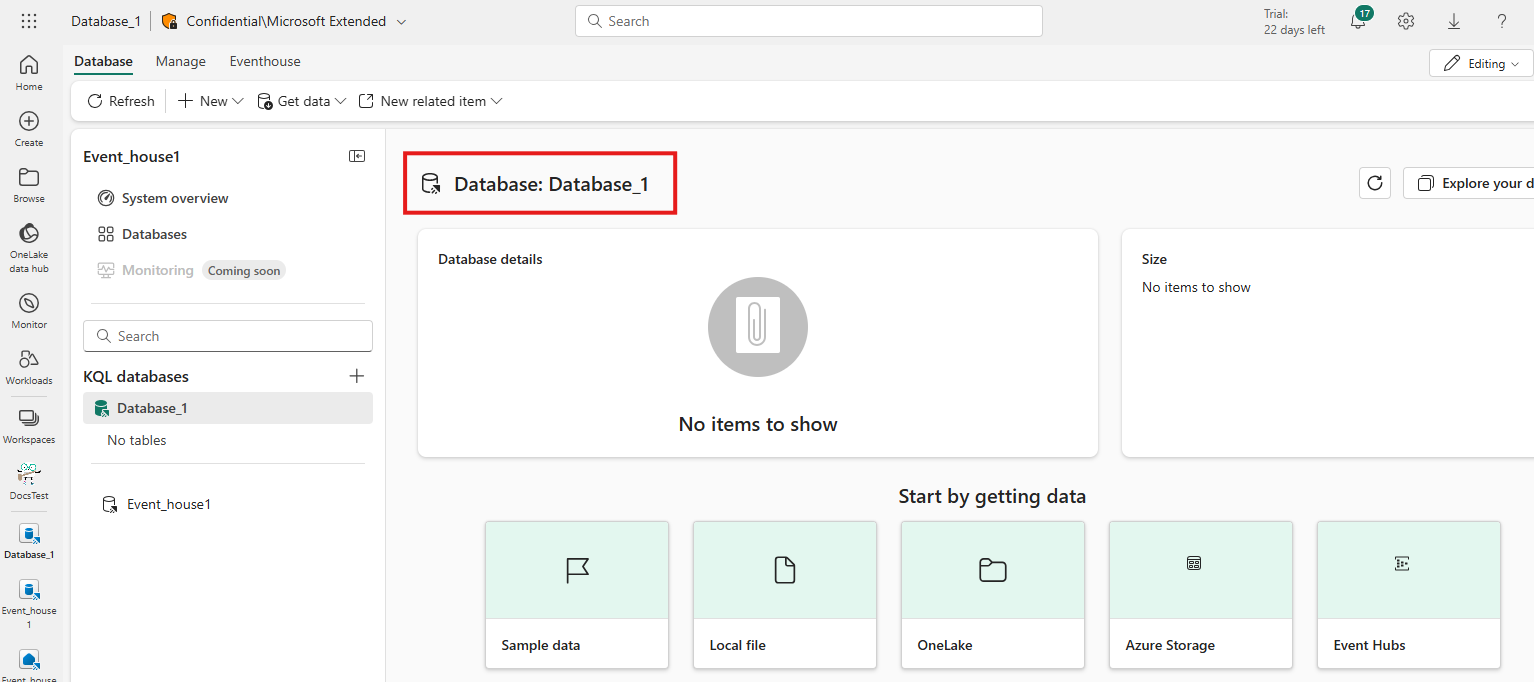 Database_1
Confidential\Microsoft Extended
Search
Trial:
22 days left
17
?
Home
Create
Browse
OneLake
data hub
Monitor
Workloads
Workspaces
DocsTest
Database_1
Event_house
1
Event_house
Database
Manage
Eventhouse
Editing
Refresh
New
Get data
New related item
Event_house1
System overview
Databases
Monitoring
Coming soon
Search
KQL databases
Database_1
No tables
Event_house1
Database: Database_1
Explore your d
Database details
No items to show
Size
No items to show
Start by getting data
Sample data
Local file
OneLake
Azure Storage
Event Hubs